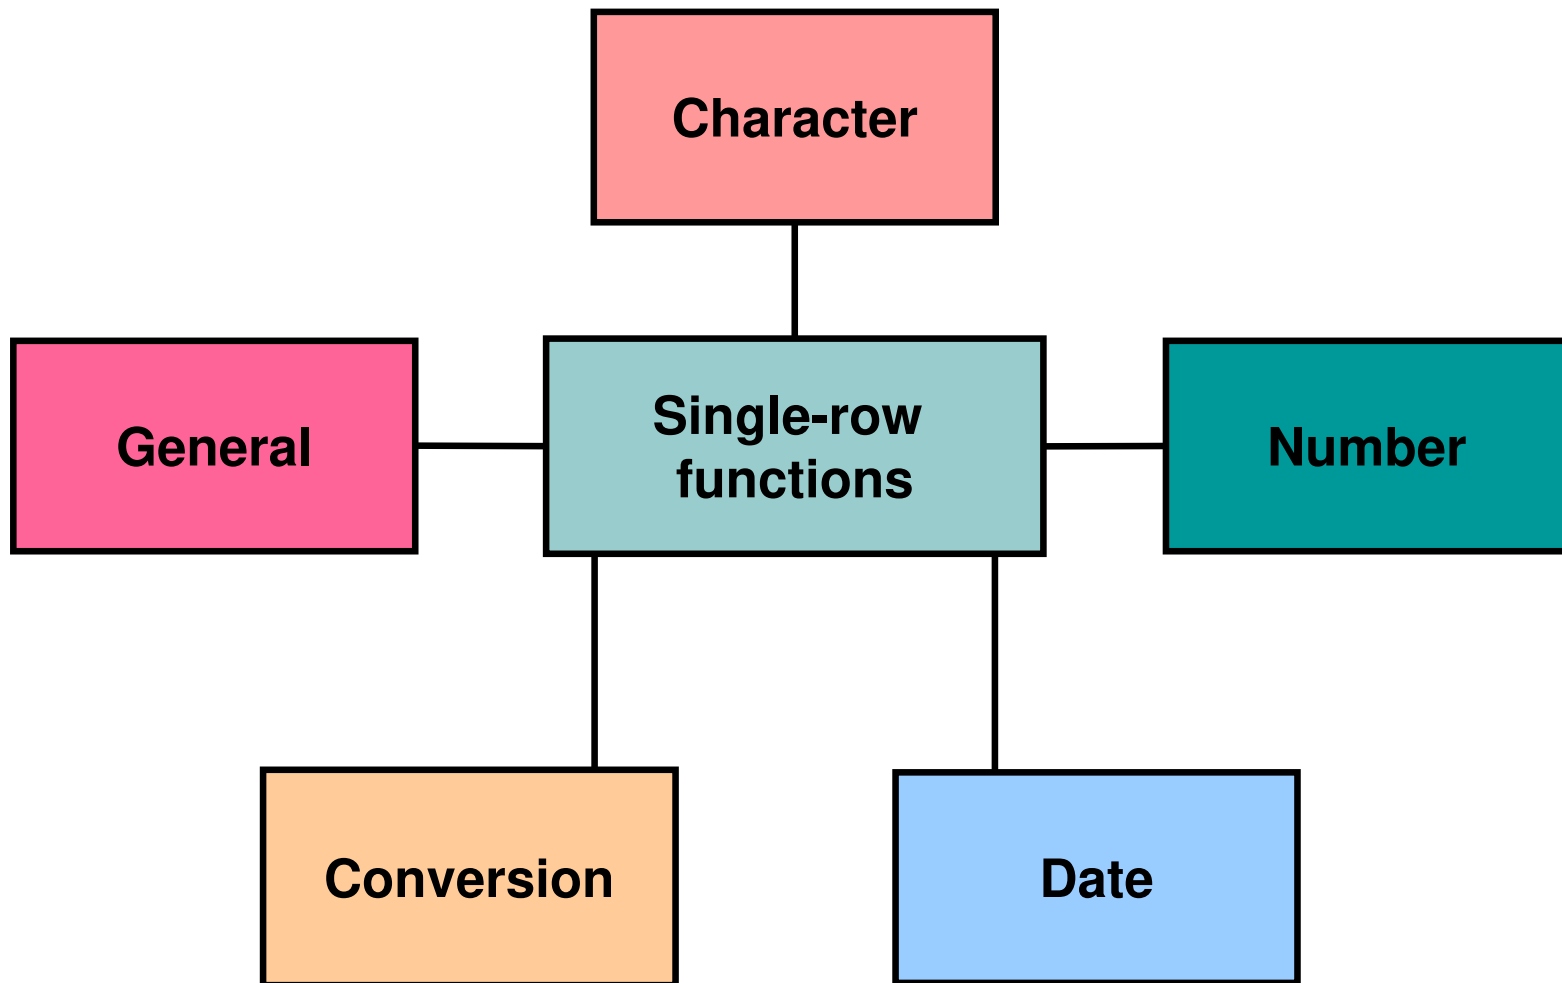 Character
General
Single-row
functions
Number
Conversion
Date